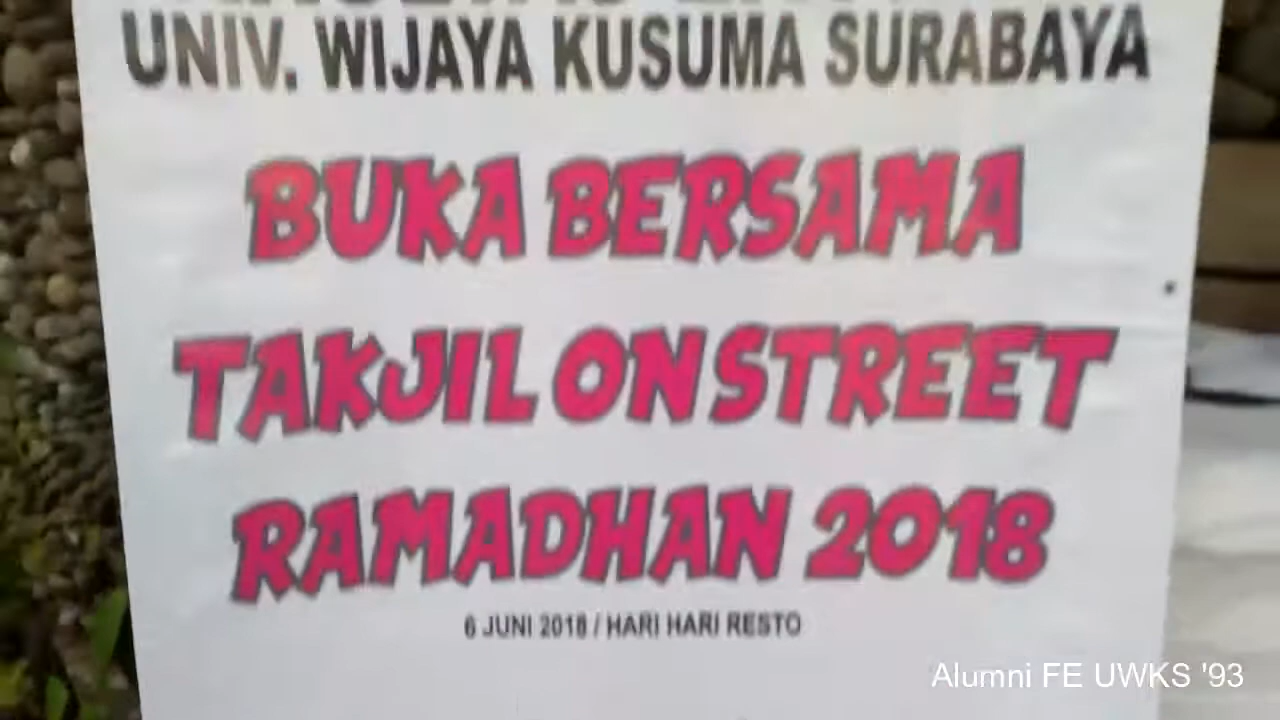 UNIV. WIJAYA KUSUMA SURABAYA
BUKA BERSAMA
TAKJIL ON STREET
RAMADHAN 2018
6 JUNI 2018 / HARI HARI RESTO
Alumni FE UWKS '93